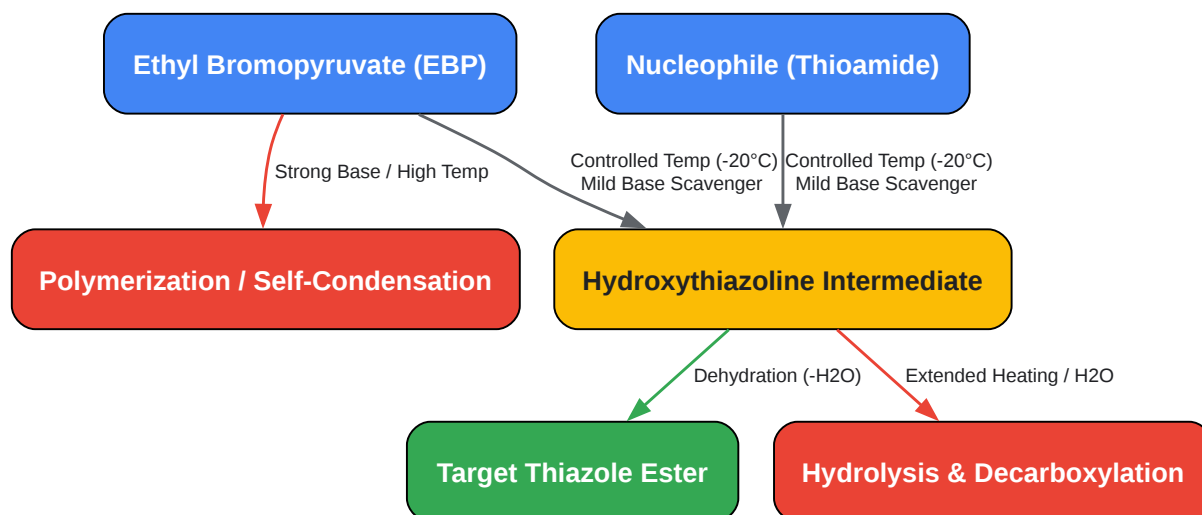 Ethyl Bromopyruvate (EBP)
Nucleophile (Thioamide)
Strong Base / High Temp
Controlled Temp (-20°C)
Mild Base Scavenger
Controlled Temp (-20°C)
Mild Base Scavenger
Polymerization / Self-Condensation
Hydroxythiazoline Intermediate
Dehydration (-H2O)
Extended Heating / H2O
Target Thiazole Ester
Hydrolysis & Decarboxylation